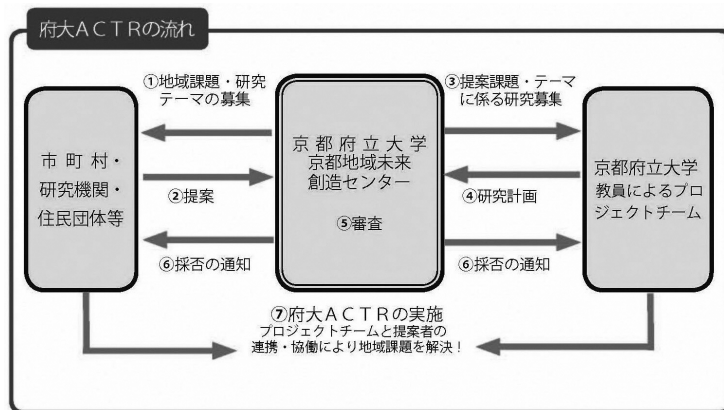 府大ACTRの流れ
①地域課題・研究
テーマの募集
③提案課題・テーマ
に係る研究募集
市町村・
研究機関・
住民団体等
京都府立大学
京都地域未来
創造センター
⑤審査
京都府立大学
教員によるプロ
ジェクトチーム
②提案
④研究計画
⑥採否の通知
⑥採否の通知
⑦府大ACTRの実施
プロジェクトチームと提案者の
連携・協働により地域課題を解決！